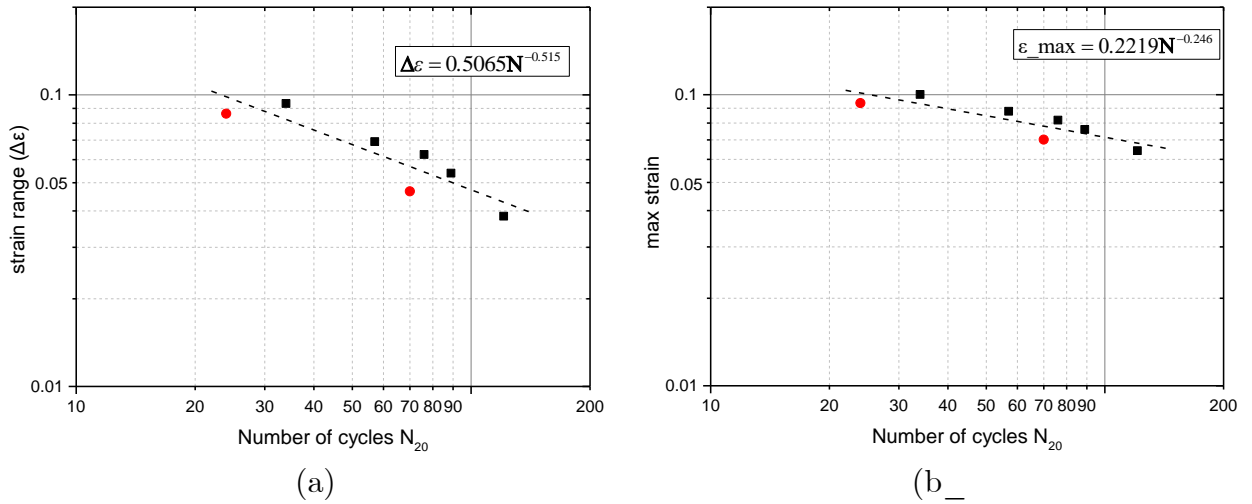 Δε = 0.5065N^−0.515
strain range (Δε)
0.1
0.05
0.01
10 20 30 40 50 60 70 80 90 200
Number of cycles N_20
(a)
ε_max = 0.2219N^−0.246
max strain
0.1
0.05
0.01
10 20 30 40 50 60 70 80 90 200
Number of cycles N_20
(b_